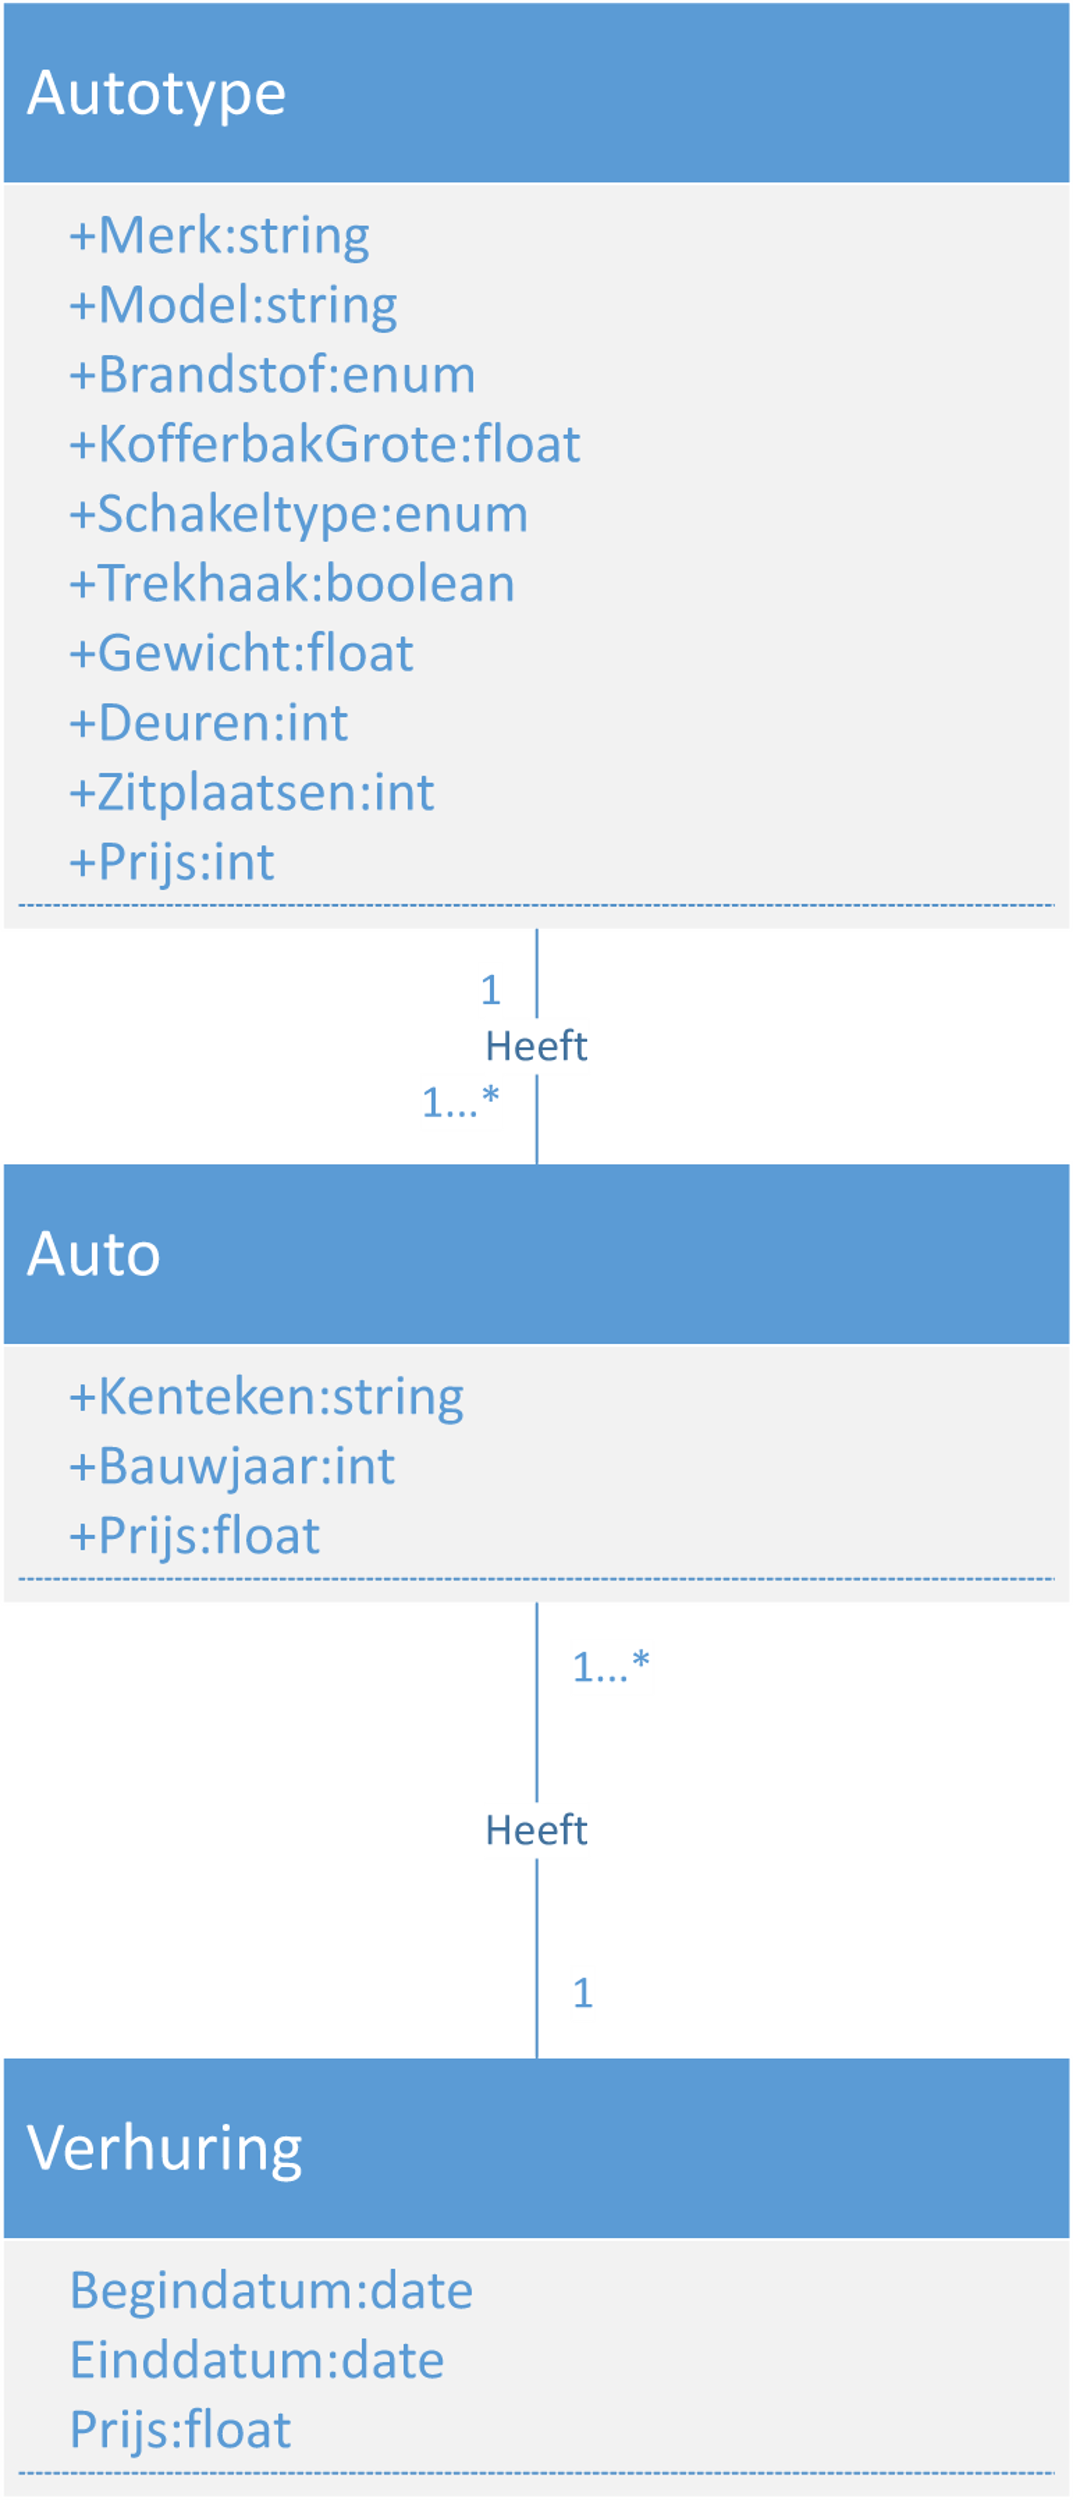 Autotype
+Merk:string
+Model:string
+Brandstof:enum
+KofferbakGrote:float
+Schakeltype:enum
+Trekhaak:boolean
+Gewicht:float
+Deuren:int
+Zitplaatsen:int
+Prijs:int
1
Heeft
1...*
Auto
+Kenteken:string
+Bauwjaar:int
+Prijs:float
1...*
Heeft
1
Verhuring
Begindatum:date
Einddatum:date
Prijs:float